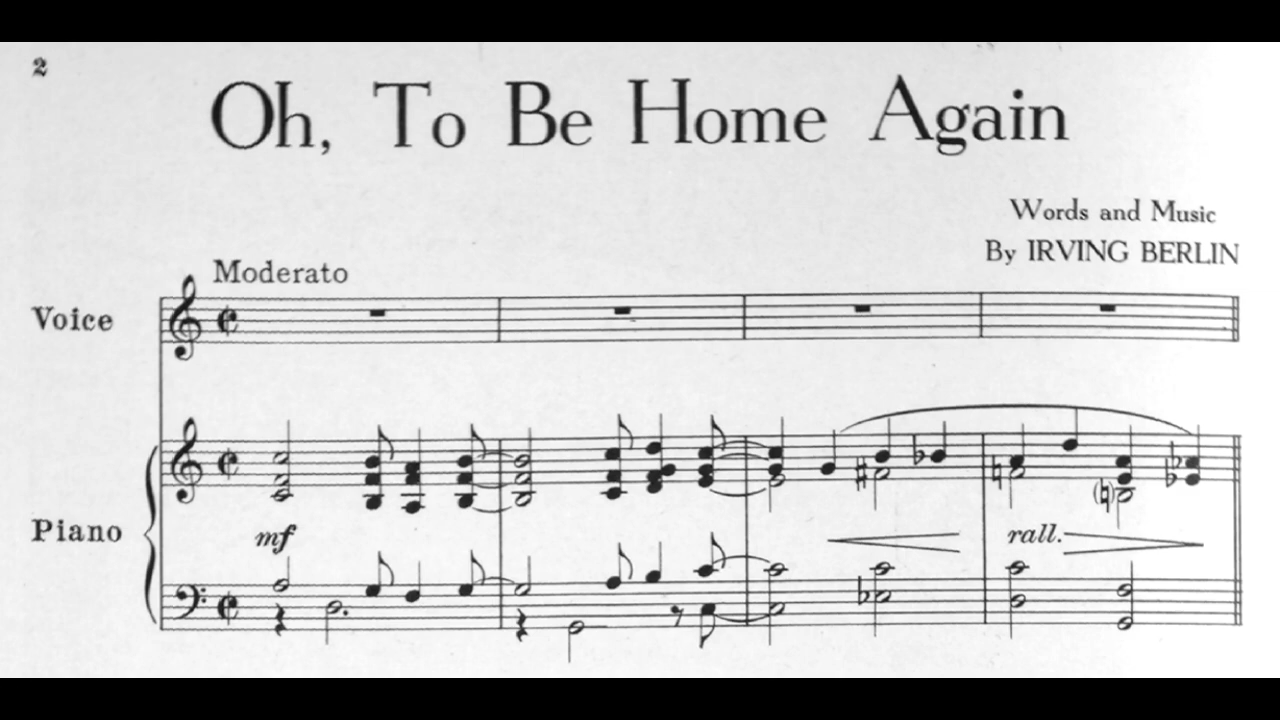 2
Oh, To Be Home Again
Words and Music
By IRVING BERLIN
Moderato
Voice
Piano
mf
rall.